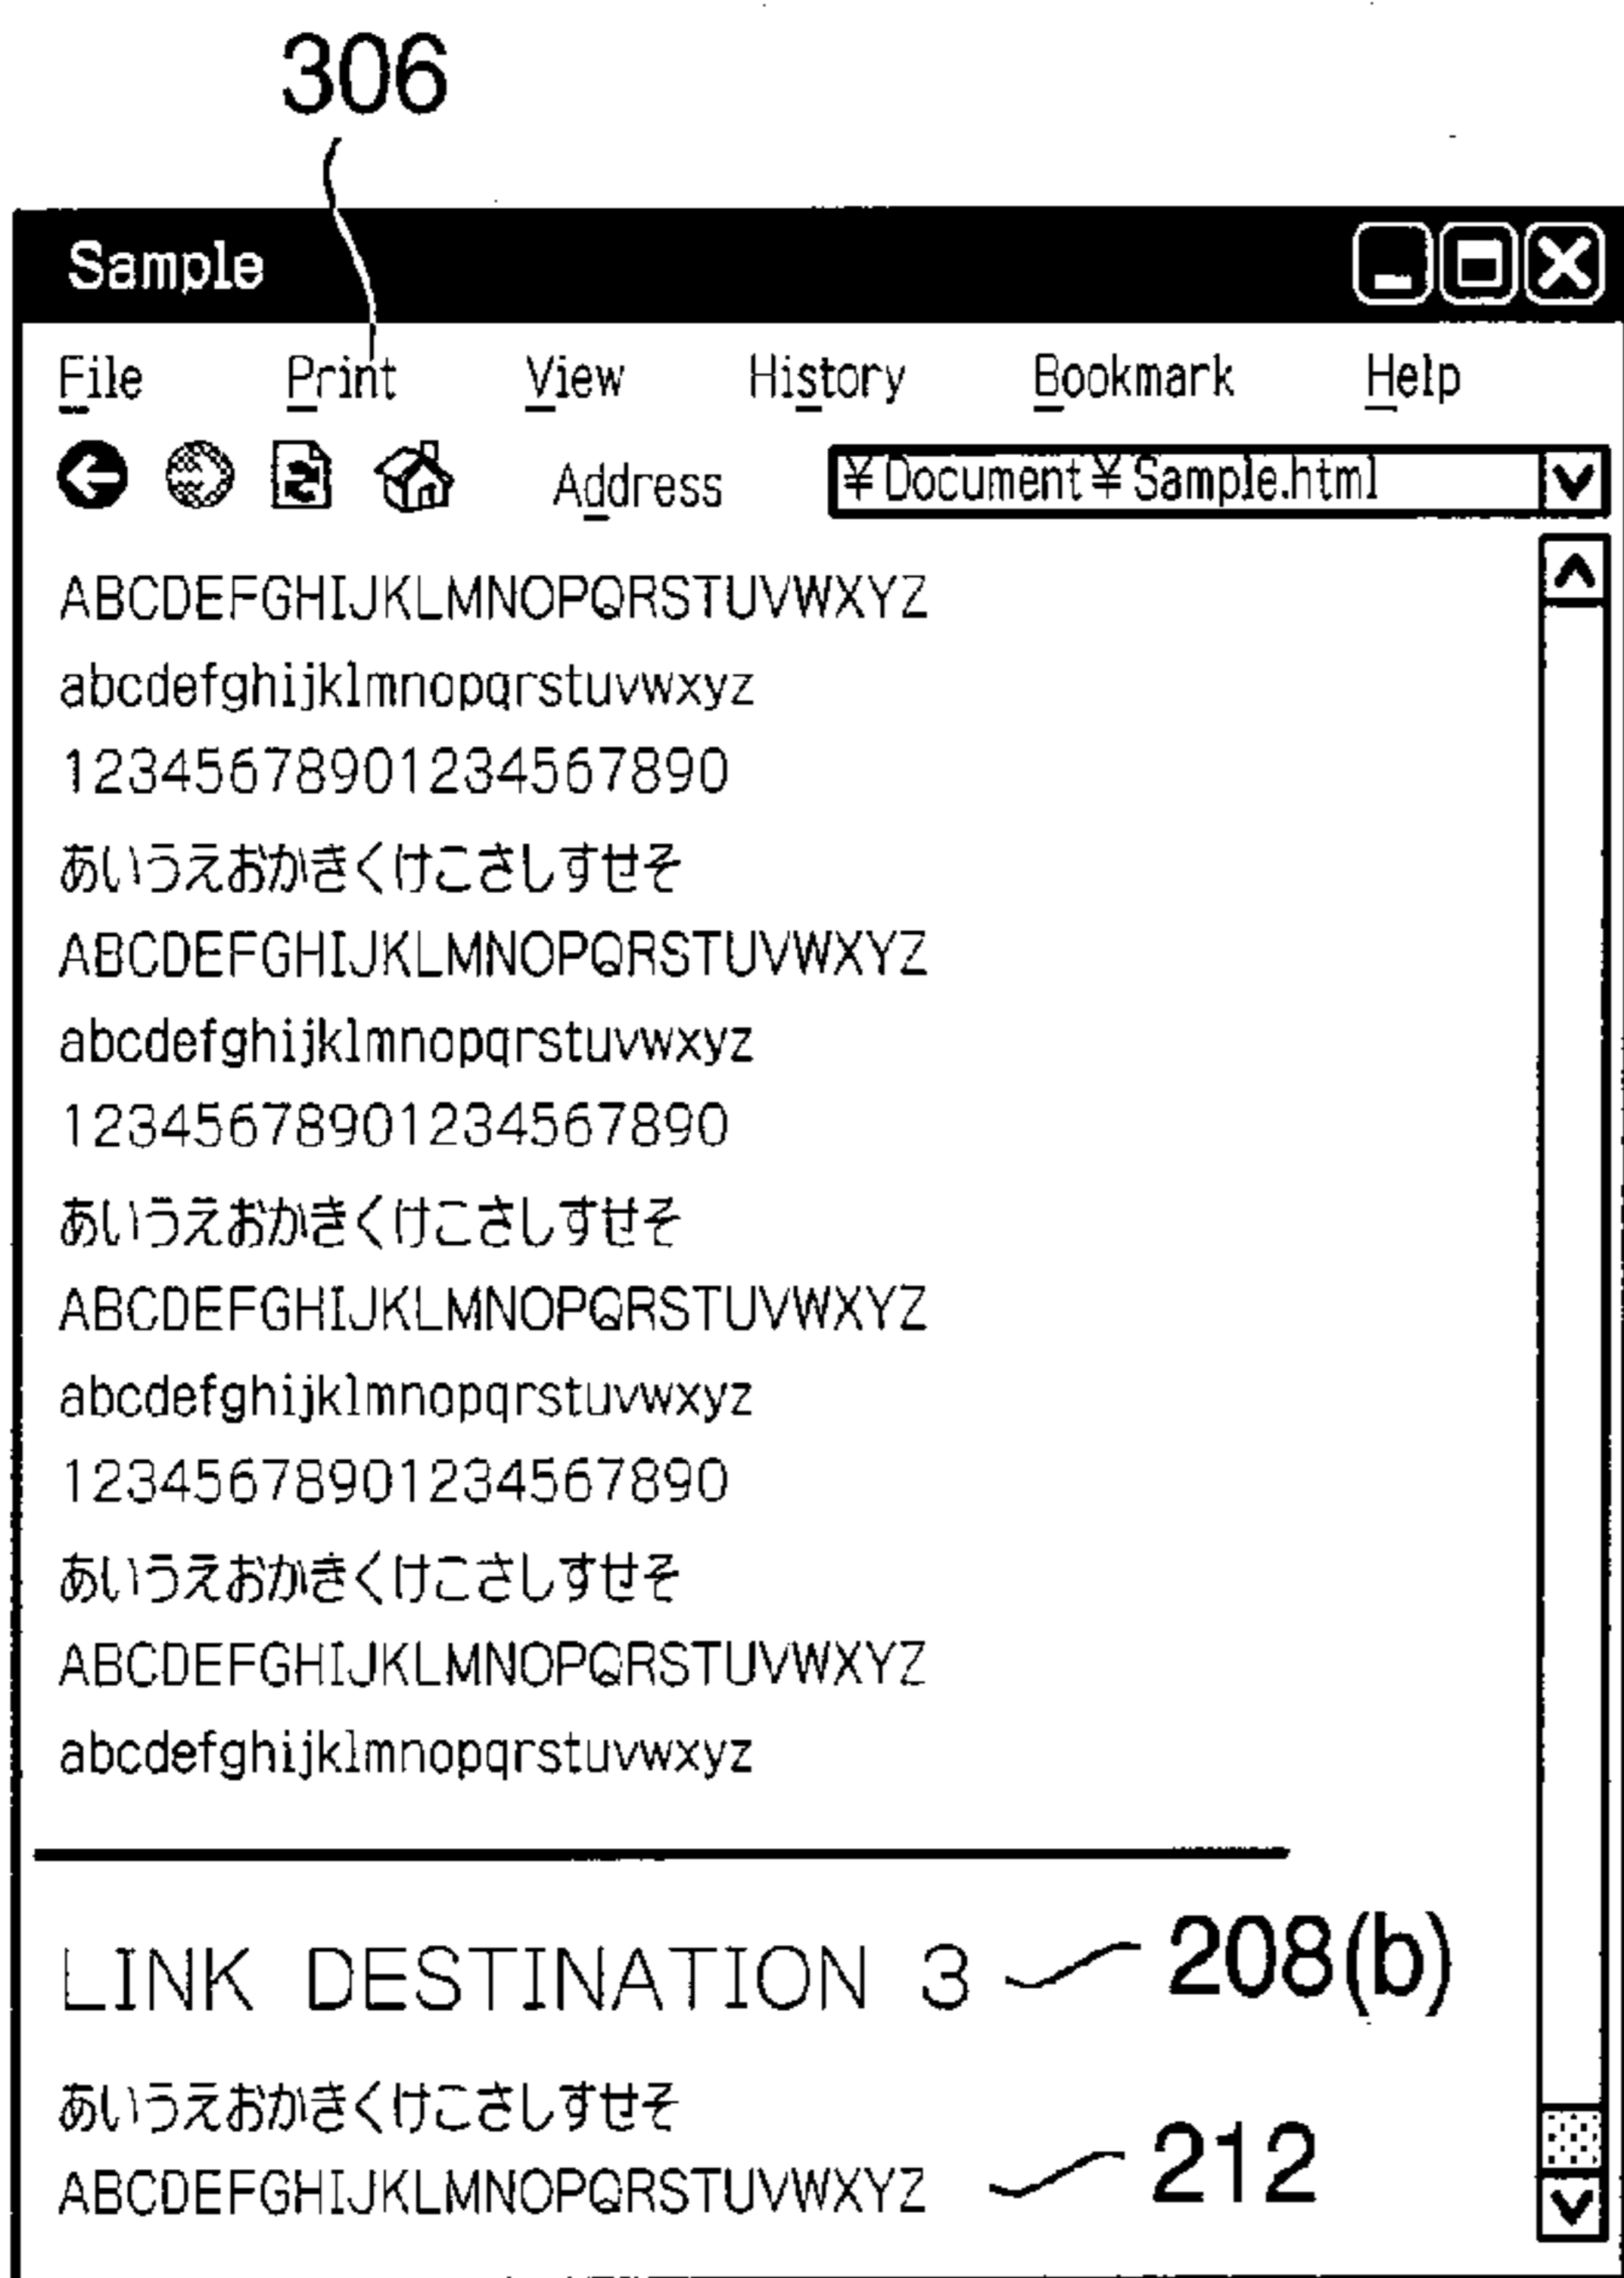 306
Sample
File Print View History Bookmark Help
Address ¥Document¥Sample.html
ABCDEFGHIJKLMNOPQRSTUVWXYZ
abcdefghijklmnopqrstuvwxyz
12345678901234567890
あいうえおかきくけこさしすせそ
ABCDEFGHIJKLMNOPQRSTUVWXYZ
abcdefghijklmnopqrstuvwxyz
12345678901234567890
あいうえおかきくけこさしすせそ
ABCDEFGHIJKLMNOPQRSTUVWXYZ
abcdefghijklmnopqrstuvwxyz
12345678901234567890
あいうえおかきくけこさしすせそ
ABCDEFGHIJKLMNOPQRSTUVWXYZ
abcdefghijklmnopqrstuvwxyz
LINK DESTINATION 3 208(b)
あいうえおかきくけこさしすせそ
ABCDEFGHIJKLMNOPQRSTUVWXYZ 212